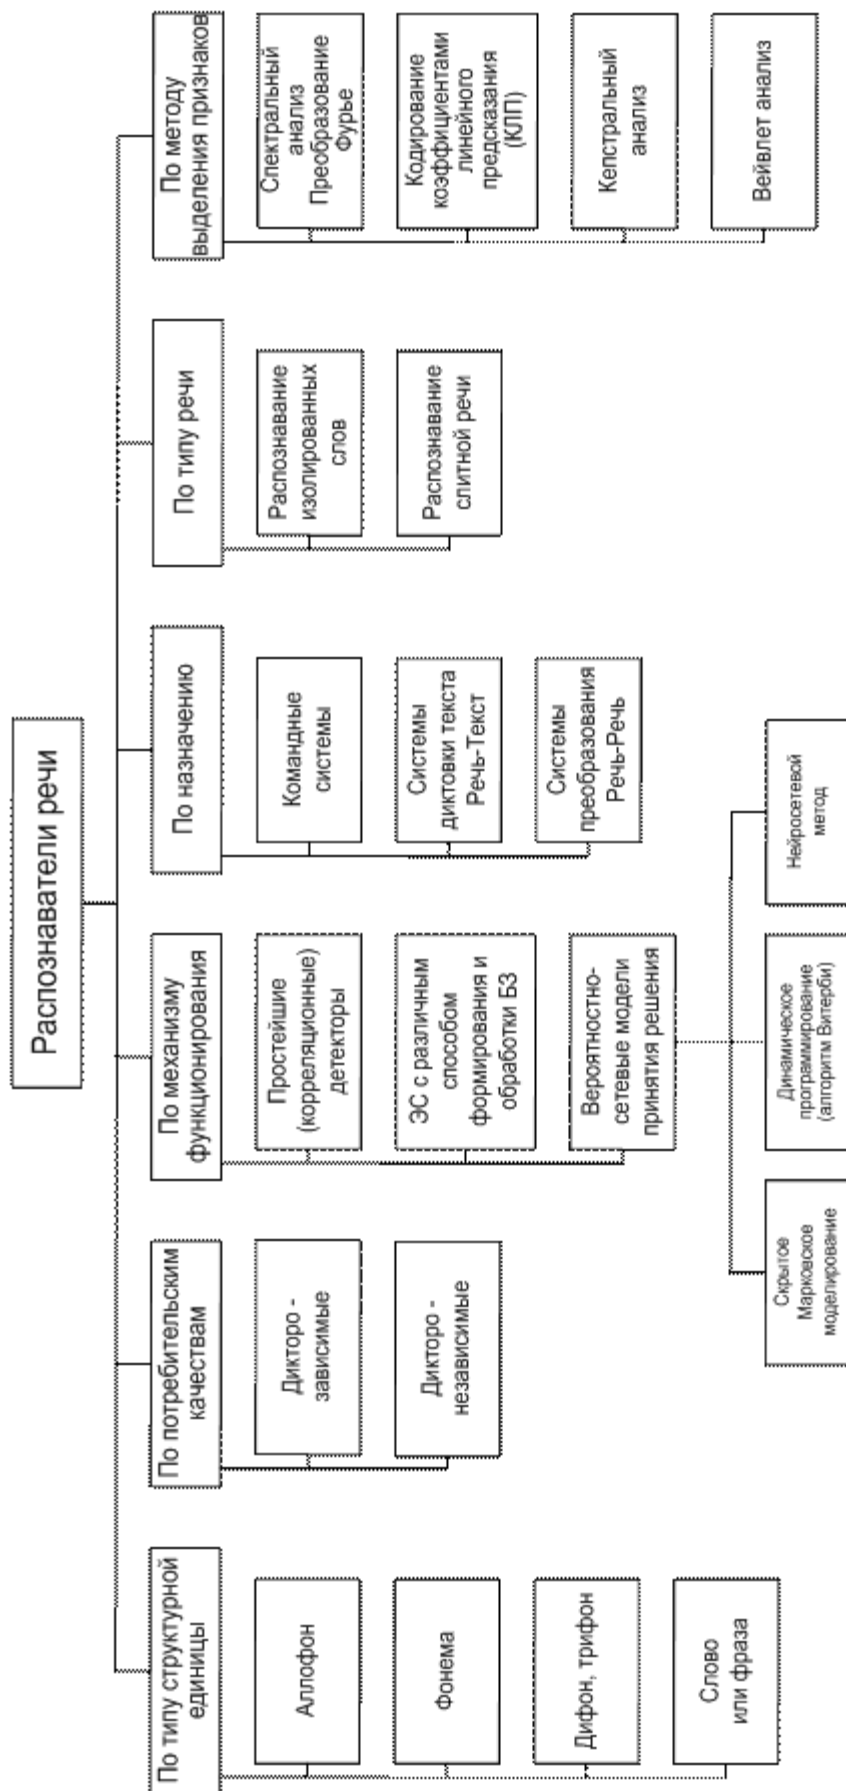 Распознаватели речи
По типу структурной
единицы
Аллофон
Фонема
Дифон, трифон
Слово
или фраза
По потребительским
качествам
Дикторо -
зависимые
Дикторо -
независимые
По механизму
функционирования
Простейшие
(корреляционные)
детекторы
ЭС с различным
способом
формирования и
обработки БЗ
Вероятностно-
сетевые модели
принятия решения
Скрытое
Марковское
моделирование
Динамическое
программирование
(алгоритм Витерби)
Нейросетевой
метод
По назначению
Командные
системы
Системы
диктовки текста
Речь-Текст
Системы
преобразования
Речь-Речь
По типу речи
Распознавание
изолированных
слов
Распознавание
слитной речи
По методу
выделения признаков
Спектральный
анализ
Преобразование
Фурье
Кодирование
коэффициентами
линейного
предсказания
(КЛП)
Кепстральный
анализ
Вейвлет анализ